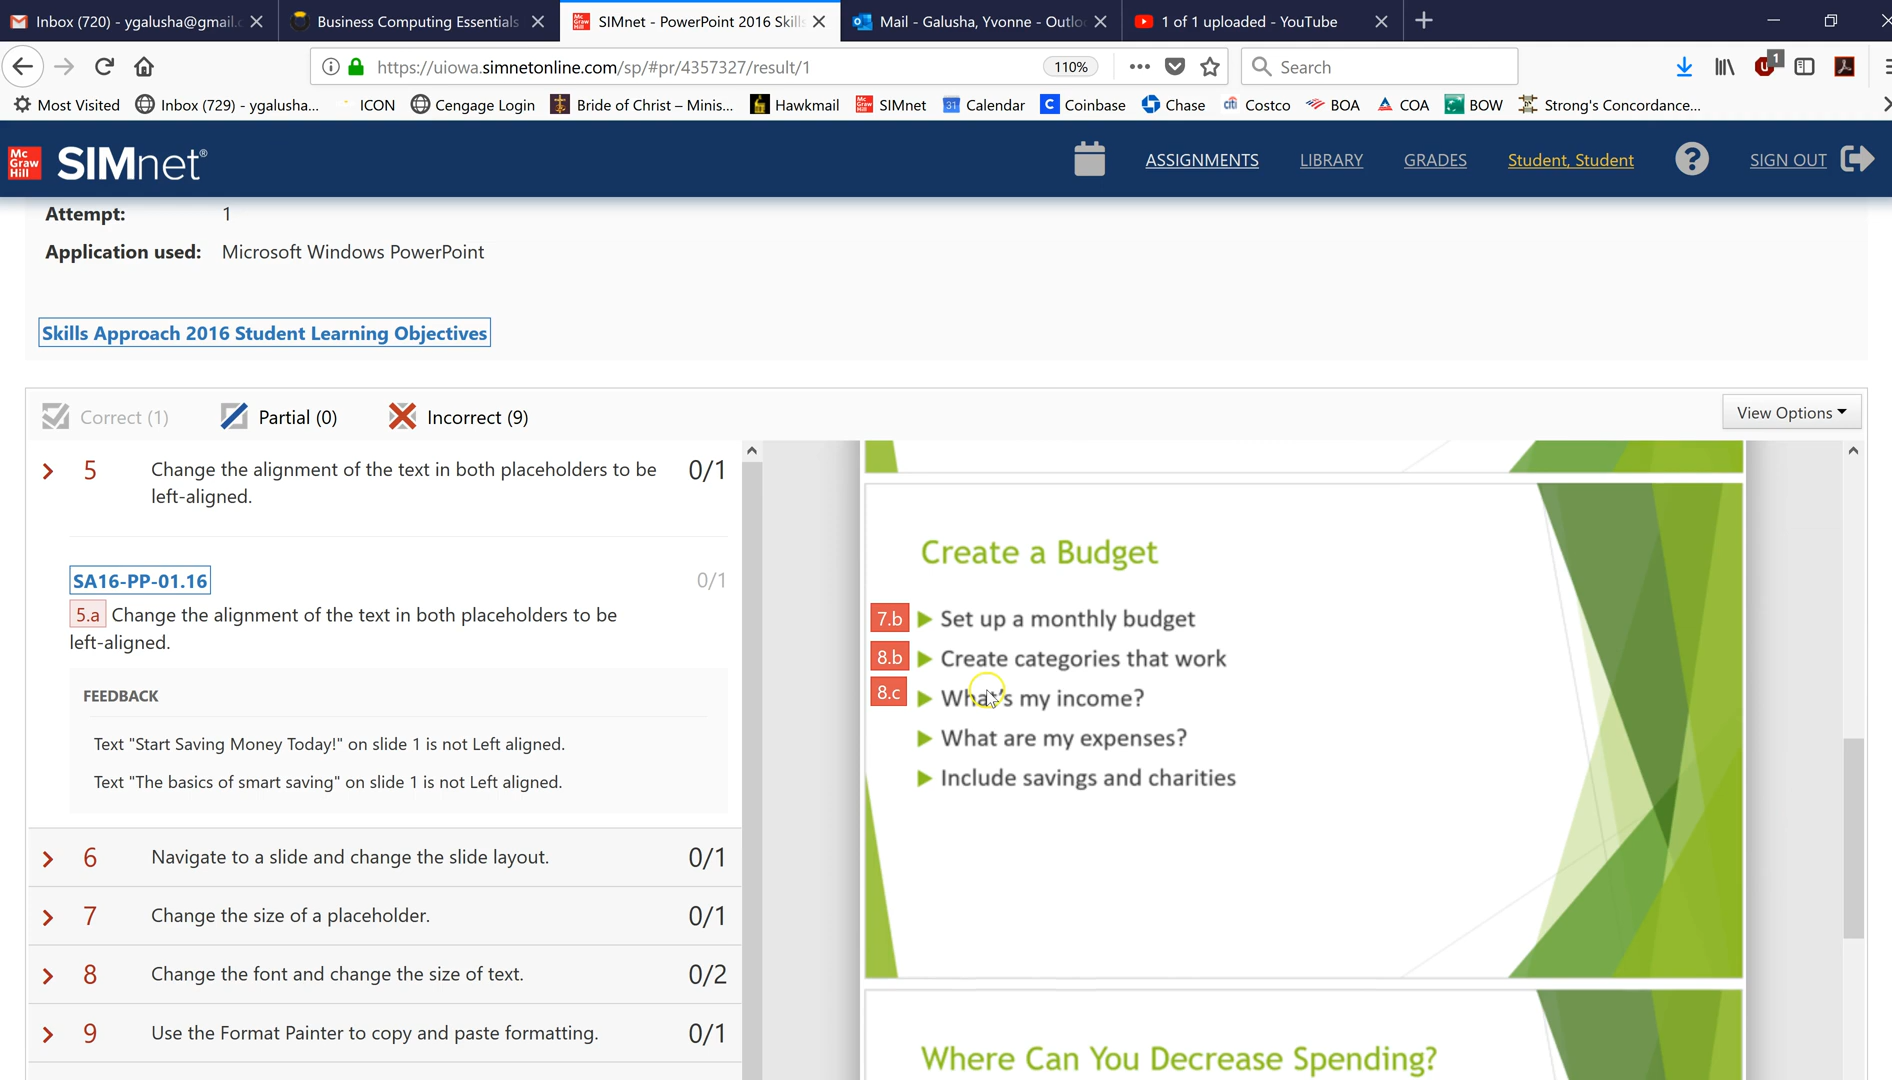 Inbox (720) - ygalusha@gmail.c
Business Computing Essentials
SIMnet - PowerPoint 2016 Skills
Mail - Galusha, Yvonne - Outlo
1 of 1 uploaded - YouTube
https://uiowa.simnetonline.com/sp/#pr/4357327/result/1
110%
Search
1
Most Visited
Inbox (729) - ygalusha...
ICON
Cengage Login
Bride of Christ – Minis...
Hawkmail
SIMnet
Calendar
Coinbase
Chase
Costco
BOA
COA
BOW
Strong's Concordance...
Mc Graw Hill
SIMnet®
ASSIGNMENTS
LIBRARY
GRADES
Student, Student
SIGN OUT
Attempt: 1
Application used: Microsoft Windows PowerPoint
Skills Approach 2016 Student Learning Objectives
Correct (1)
Partial (0)
Incorrect (9)
View Options
5 Change the alignment of the text in both placeholders to be 0/1
left-aligned.
SA16-PP-01.16 0/1
5.a Change the alignment of the text in both placeholders to be
left-aligned.
FEEDBACK
Text "Start Saving Money Today!" on slide 1 is not Left aligned.
Text "The basics of smart saving" on slide 1 is not Left aligned.
6 Navigate to a slide and change the slide layout. 0/1
7 Change the size of a placeholder. 0/1
8 Change the font and change the size of text. 0/2
9 Use the Format Painter to copy and paste formatting. 0/1
Create a Budget
7.b Set up a monthly budget
8.b Create categories that work
8.c What's my income?
What are my expenses?
Include savings and charities
Where Can You Decrease Spending?